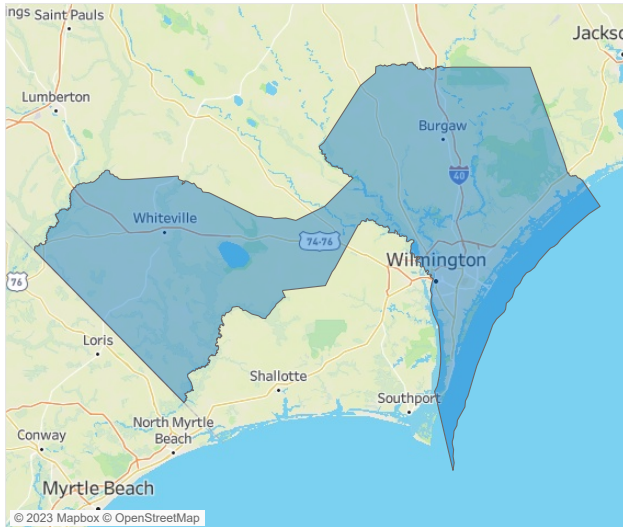 ngs
Saint Pauls
Jackso
Lumberton
Burgaw
40
Whiteville
74-76
76
Wilmington
Loris
Shallotte
Southport
North Myrtle
Beach
Conway
Myrtle Beach
© 2023 Mapbox © OpenStreetMap